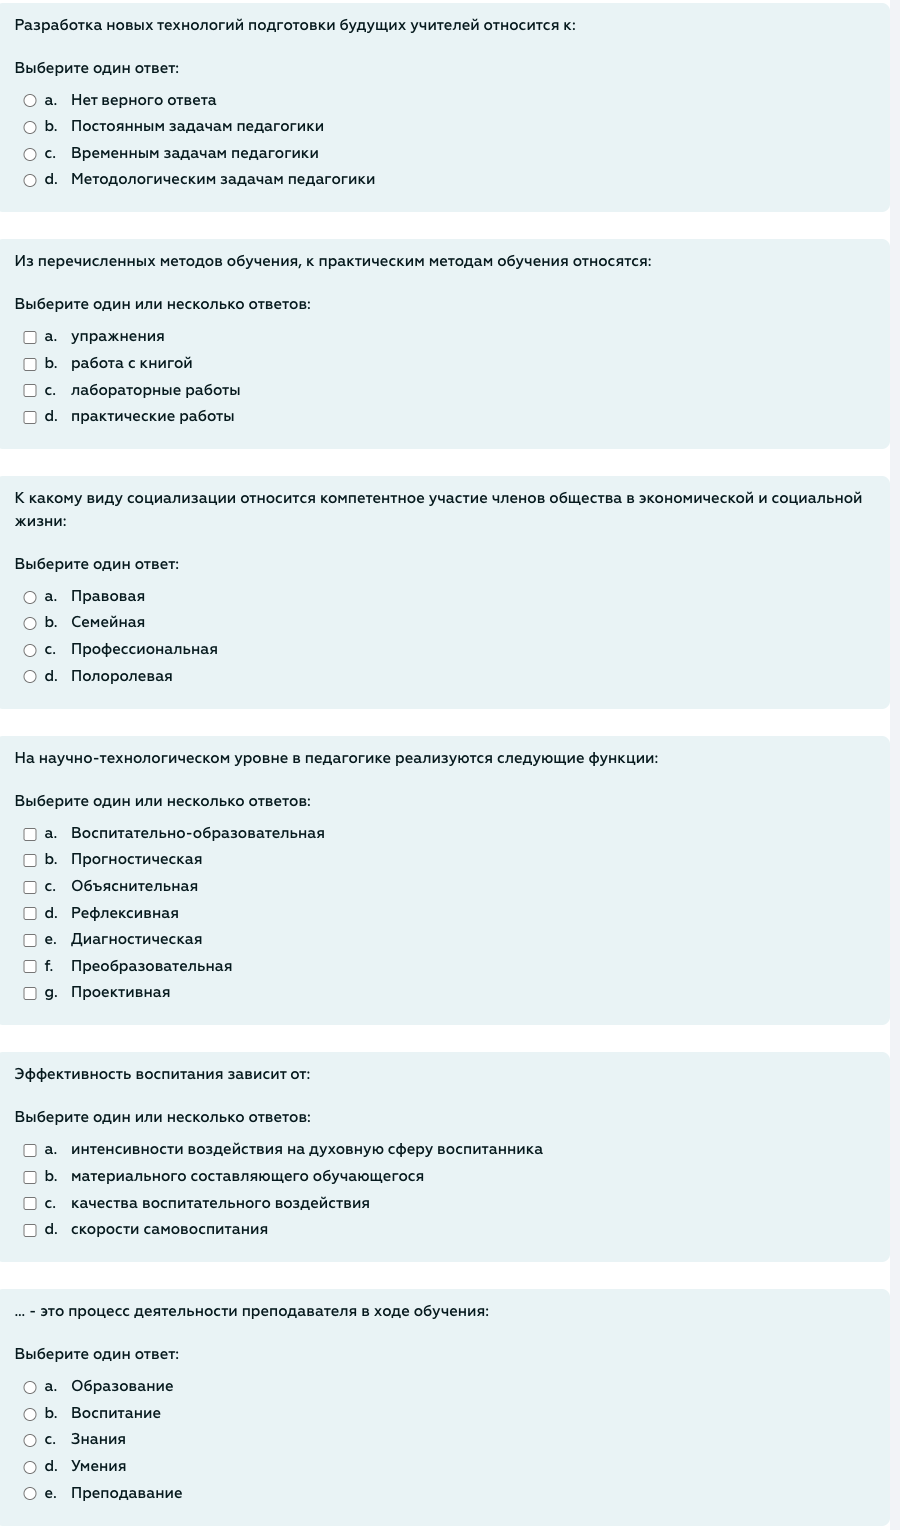 Разработка новых технологий подготовки будущих учителей относится к:
Выберите один ответ:
a. Нет верного ответа
b. Постоянным задачам педагогики
c. Временным задачам педагогики
d. Методологическим задачам педагогики
Из перечисленных методов обучения, к практическим методам обучения относятся:
Выберите один или несколько ответов:
a. упражнения
b. работа с книгой
c. лабораторные работы
d. практические работы
К какому виду социализации относится компетентное участие членов общества в экономической и социальной
жизни:
Выберите один ответ:
a. Правовая
b. Семейная
c. Профессиональная
d. Полоролевая
На научно-технологическом уровне в педагогике реализуются следующие функции:
Выберите один или несколько ответов:
a. Воспитательно-образовательная
b. Прогностическая
c. Объяснительная
d. Рефлексивная
e. Диагностическая
f. Преобразовательная
g. Проективная
Эффективность воспитания зависит от:
Выберите один или несколько ответов:
a. интенсивности воздействия на духовную сферу воспитанника
b. материального составляющего обучающегося
c. качества воспитательного воздействия
d. скорости самовоспитания
... - это процесс деятельности преподавателя в ходе обучения:
Выберите один ответ:
a. Образование
b. Воспитание
c. Знания
d. Умения
e. Преподавание